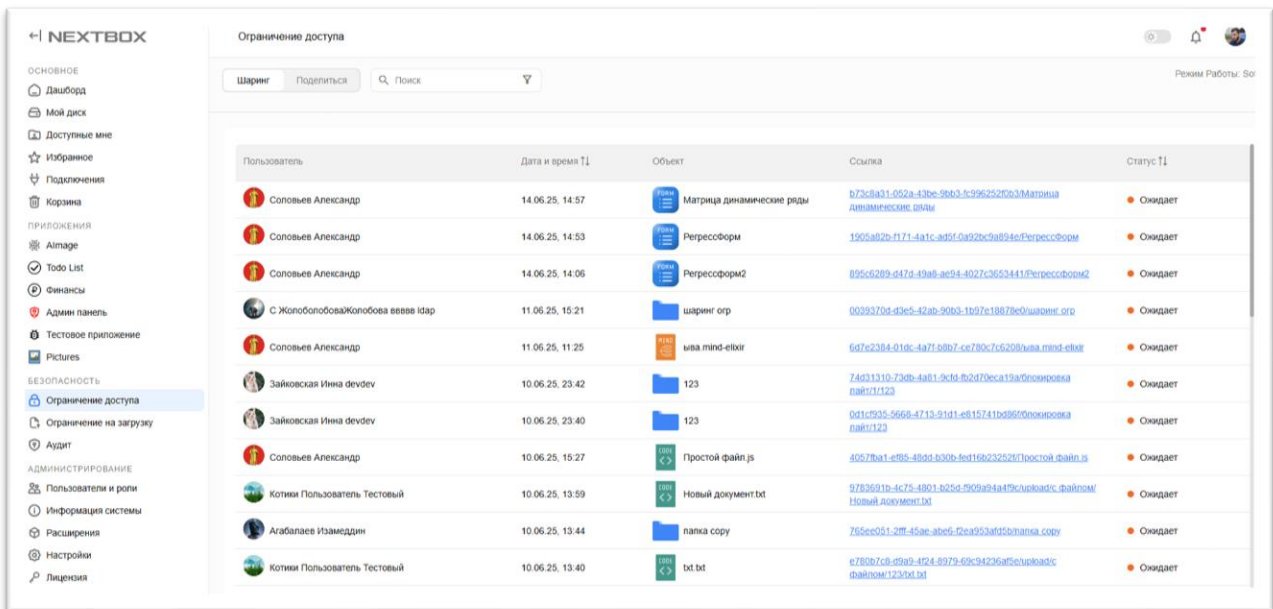 NEXTBOX
Ограничение доступа
ОСНОВНОЕ
Дашборд
Мой диск
Доступные мне
Избранное
Подключения
Корзина
ПРИЛОЖЕНИЯ
AImage
Todo List
Финансы
Админ панель
Тестовое приложение
Pictures
БЕЗОПАСНОСТЬ
Ограничение доступа
Ограничение на загрузку
Аудит
АДМИНИСТРИРОВАНИЕ
Пользователи и роли
Информация системы
Расширения
Настройки
Лицензия
Шаринг Поделиться Поиск
Режим Работы: Sof
Пользователь Дата и время Объект Ссылка Статус
Соловьев Александр 14.06.25, 14:57 FORM Матрица динамические ряды b73c8a31-052a-43be-9bb3-fc996252f0b3/Матрица Ожидает
динамические ряды
Соловьев Александр 14.06.25, 14:53 FORM РегрессФорм 1905a82b-f171-4a1c-ad5f-0a92bc9a894e/РегрессФорм Ожидает
Соловьев Александр 14.06.25, 14:06 FORM Регрессформ2 895c6289-d47d-49a8-ae94-4027c3653441/Регрессформ2 Ожидает
С ЖолоболобоваЖолобова ввввв ldap 11.06.25, 15:21 шаринг огр 0039370d-d3e5-42ab-90b3-1b97e18878e0/шаринг огр Ожидает
Соловьев Александр 11.06.25, 11:25 MIND ыва.mind-elixir 6d7e2384-01dc-4a7f-b8b7-ce780c7c6208/ыва.mind-elixir Ожидает
Зайковская Инна devdev 10.06.25, 23:42 123 74d31310-73db-4a81-9cfd-fb2d70eca19a/блокировка Ожидает
лайт/1/123
Зайковская Инна devdev 10.06.25, 23:40 123 0d1cf935-5668-4713-91d1-e815741bd86f/блокировка Ожидает
лайт/123
Соловьев Александр 10.06.25, 15:27 CODE Простой файл.js 4057fba1-ef85-48dd-b30b-fed16b23252f/Простой файл.js Ожидает
Котики Пользователь Тестовый 10.06.25, 13:59 CODE Новый документ.txt 9783691b-4c75-4801-b25d-f909a94a4f9c/upload/с файлом/ Ожидает
Новый документ.txt
Агабалаев Изамеддин 10.06.25, 13:44 папка copy 765ee051-2fff-45ae-abe6-f2ea953afd5b/папка copy Ожидает
Котики Пользователь Тестовый 10.06.25, 13:40 CODE txt.txt e780b7c8-d9a9-4f24-8979-69c94236af5e/upload/с Ожидает
файлом/123/txt.txt